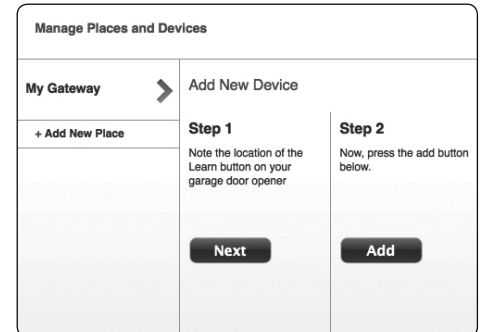 Manage Places and Devices
My Gateway
+ Add New Place
Add New Device
Step 1
Note the location of the
Learn button on your
garage door opener
Next
Step 2
Now, press the add button
below.
Add